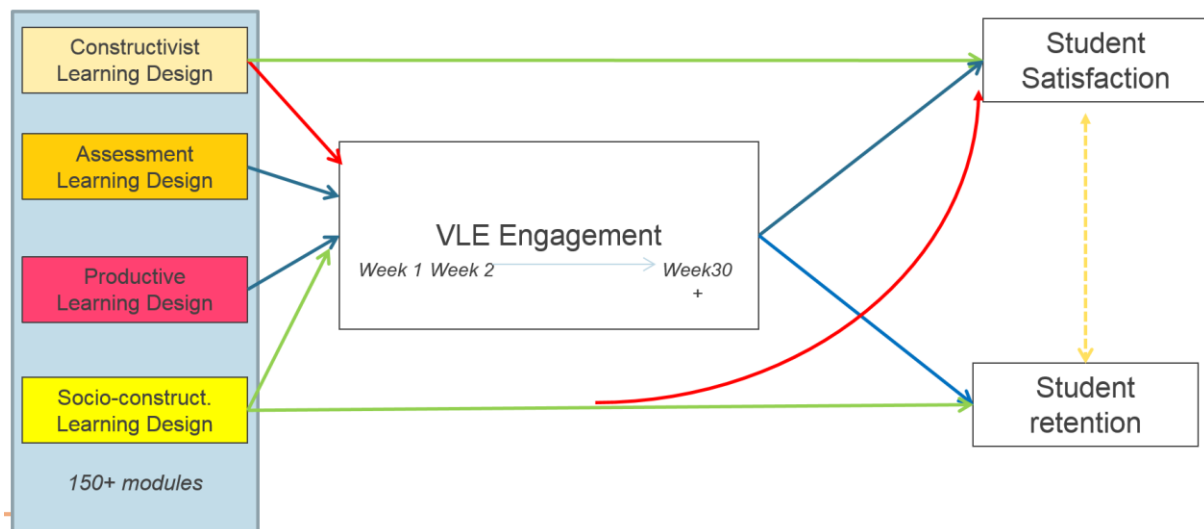 Constructivist
Learning Design
Assessment
Learning Design
Productive
Learning Design
Socio-construct.
Learning Design
150+ modules
VLE Engagement
Week 1 Week 2 Week30
+
Student
Satisfaction
Student
retention